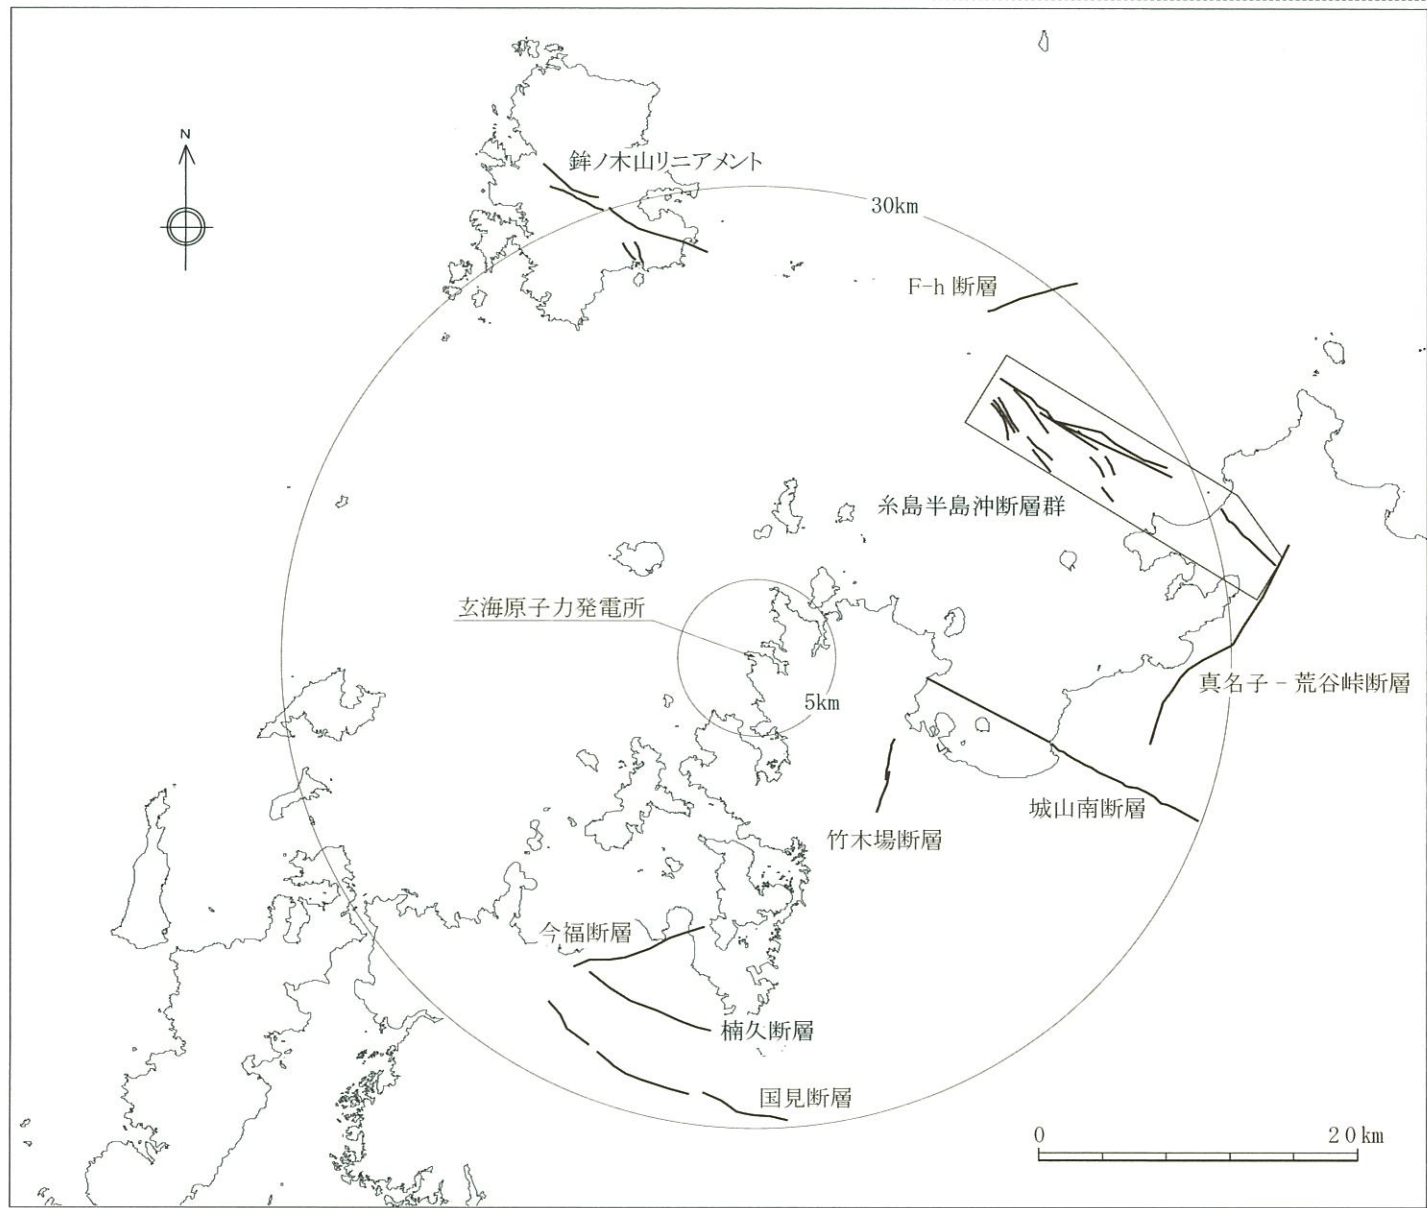 N
鉾ノ木山リニアメント
30km
F-h 断層
糸島半島沖断層群
玄海原子力発電所
5km
真名子－荒谷峠断層
城山南断層
竹木場断層
今福断層
楠久断層
国見断層
0 20km